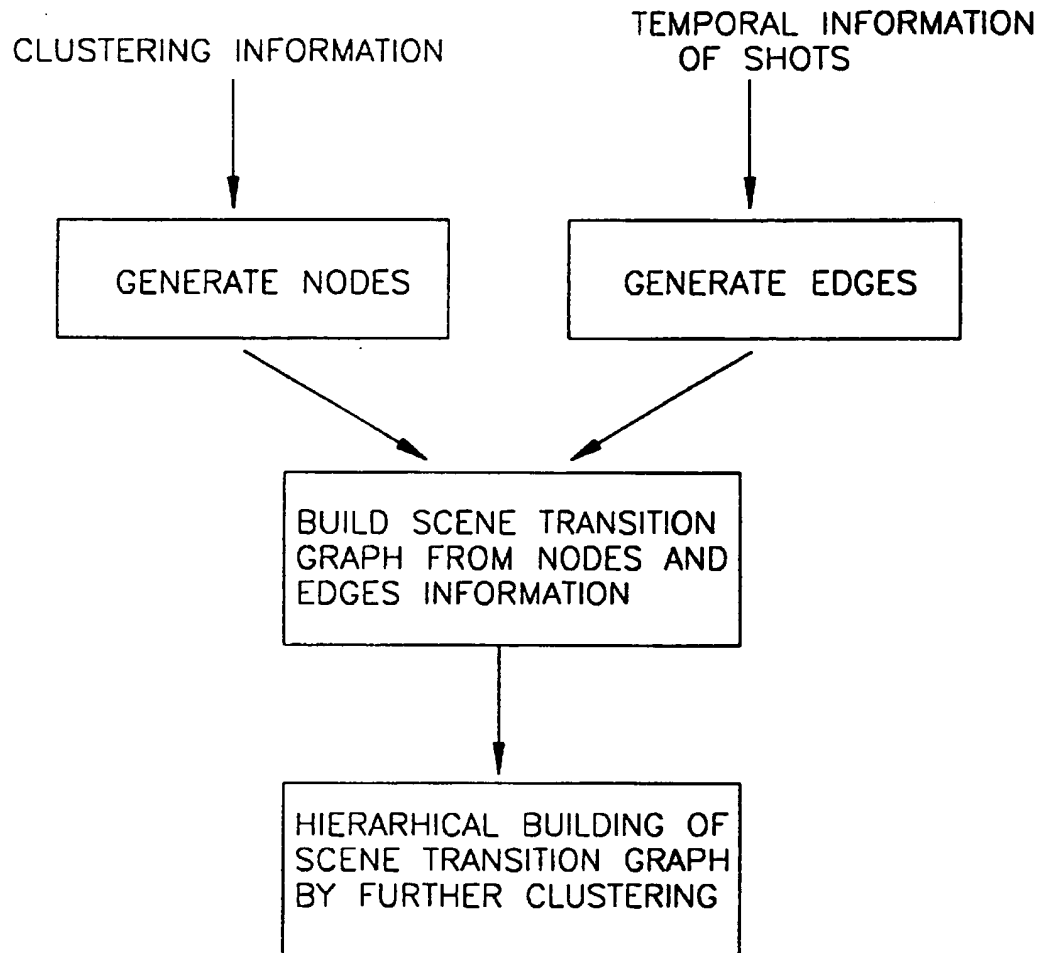 CLUSTERING INFORMATION
TEMPORAL INFORMATION
OF SHOTS
GENERATE NODES
GENERATE EDGES
BUILD SCENE TRANSITION
GRAPH FROM NODES AND
EDGES INFORMATION
HIERARHICAL BUILDING OF
SCENE TRANSITION GRAPH
BY FURTHER CLUSTERING